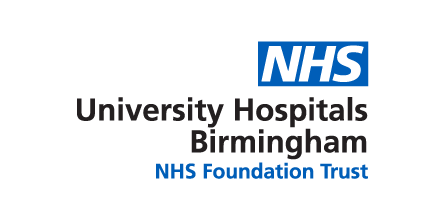 NHS
University Hospitals
Birmingham
NHS Foundation Trust